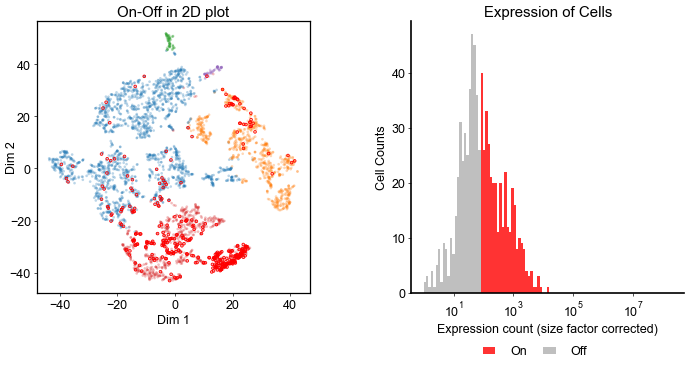 On-Off in 2D plot
40
20
0
−20
−40
Dim 2
−40 −20 0 20 40
Dim 1
Expression of Cells
40
30
20
10
0
Cell Counts
10^1 10^3 10^5 10^7
Expression count (size factor corrected)
On Off